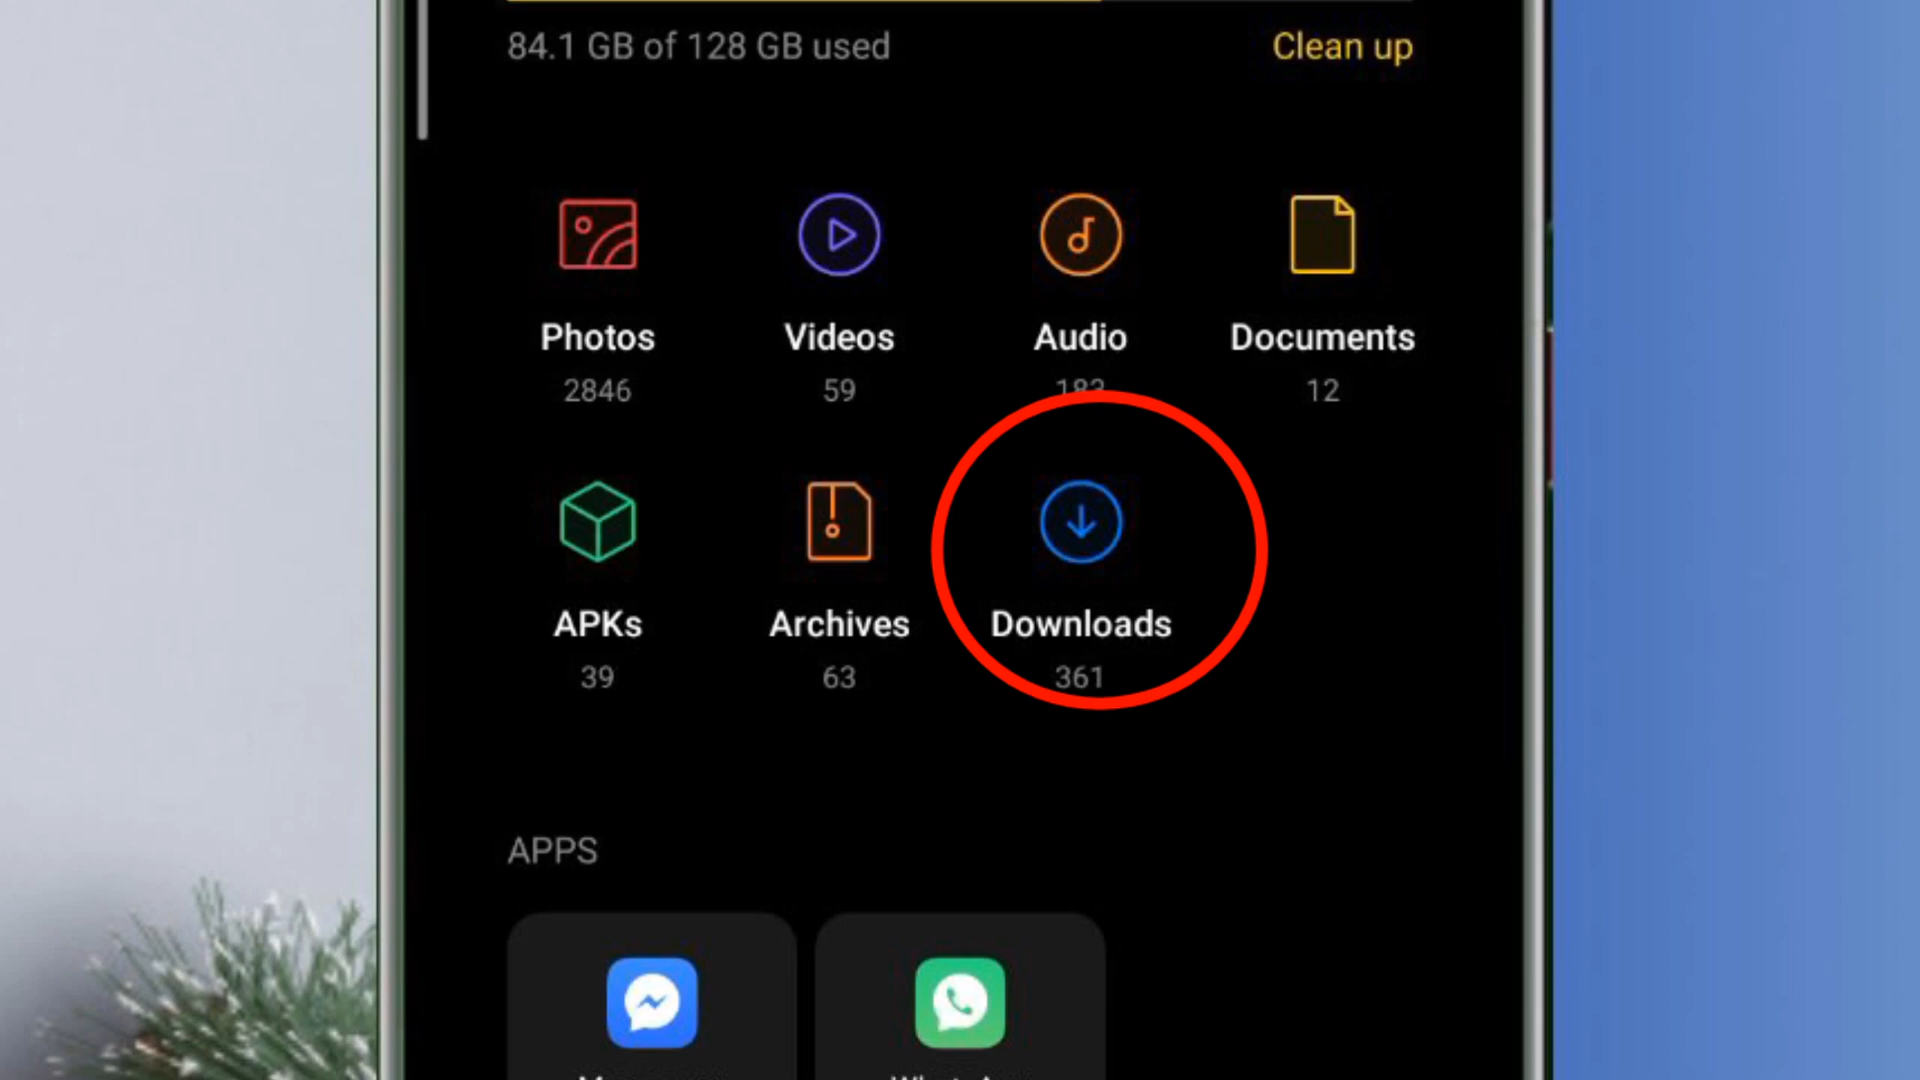 84.1 GB of 128 GB used
Clean up
Photos
Videos
Audio
Documents
2846
59
183
12
APKs
Archives
Downloads
39
63
361
APPS